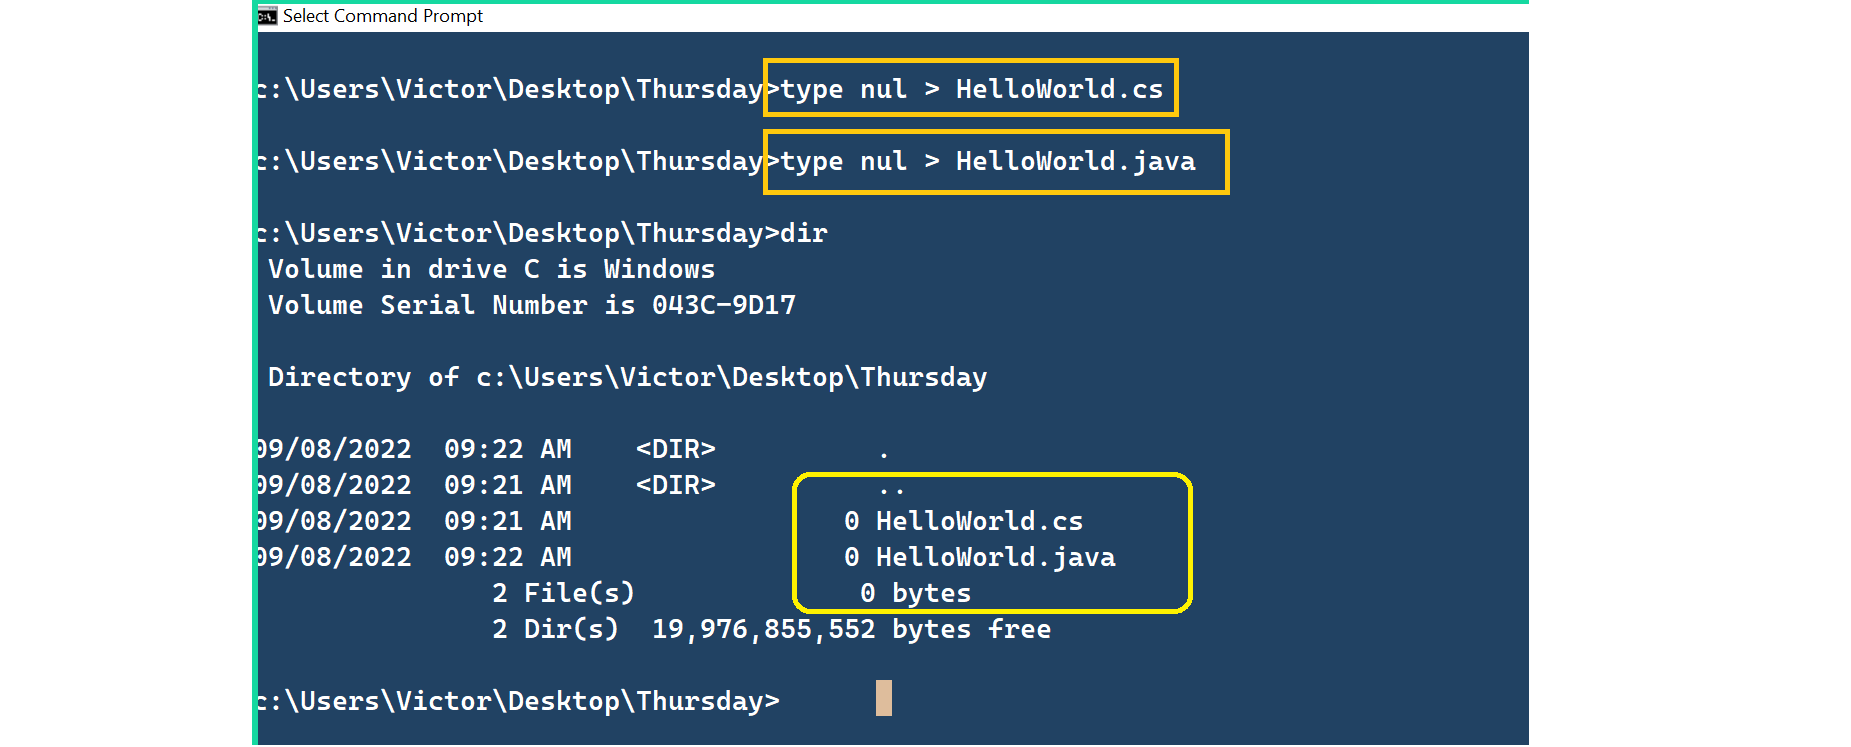 Select Command Prompt
c:\Users\Victor\Desktop\Thursday>type nul > HelloWorld.cs
c:\Users\Victor\Desktop\Thursday>type nul > HelloWorld.java
c:\Users\Victor\Desktop\Thursday>dir
Volume in drive C is Windows
Volume Serial Number is 043C-9D17
Directory of c:\Users\Victor\Desktop\Thursday
09/08/2022  09:22 AM    <DIR>          .
09/08/2022  09:21 AM    <DIR>          ..
09/08/2022  09:21 AM                 0 HelloWorld.cs
09/08/2022  09:22 AM                 0 HelloWorld.java
2 File(s)              0 bytes
2 Dir(s)  19,976,855,552 bytes free
c:\Users\Victor\Desktop\Thursday>